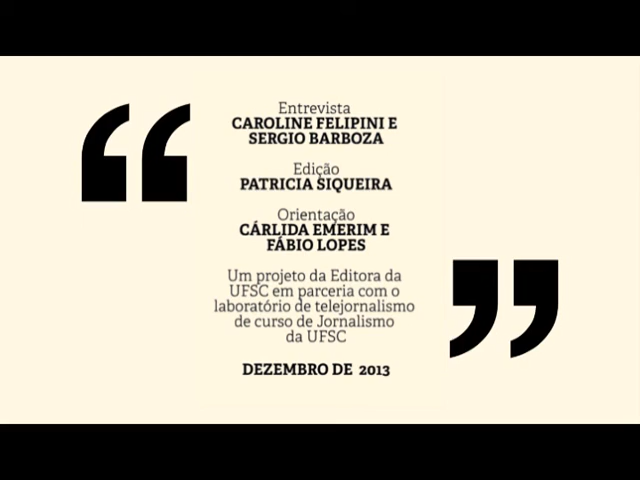 Entrevista
CAROLINE FELIPINI E
SERGIO BARBOZA
Edição
PATRICIA SIQUEIRA
Orientação
CÁRLIDA EMERIM E
FÁBIO LOPES
Um projeto da Editora da
UFSC em parceria com o
laboratório de telejornalismo
de curso de Jornalismo
da UFSC
DEZEMBRO DE 2013